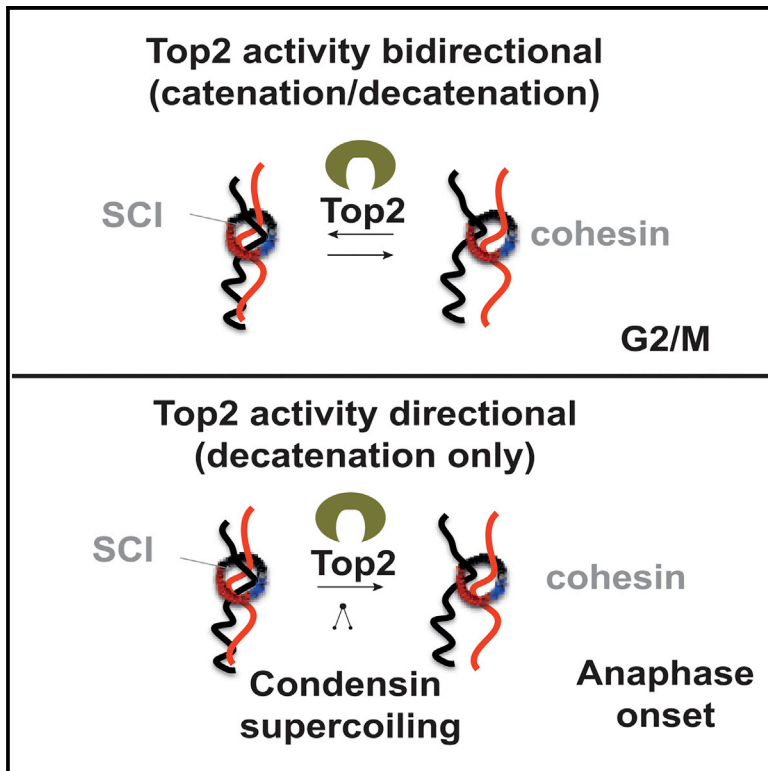 Top2 activity bidirectional
(catenation/decatenation)
SCI
Top2
cohesin
G2/M
Top2 activity directional
(decatenation only)
SCI
Top2
cohesin
Condensin
supercoiling
Anaphase
onset